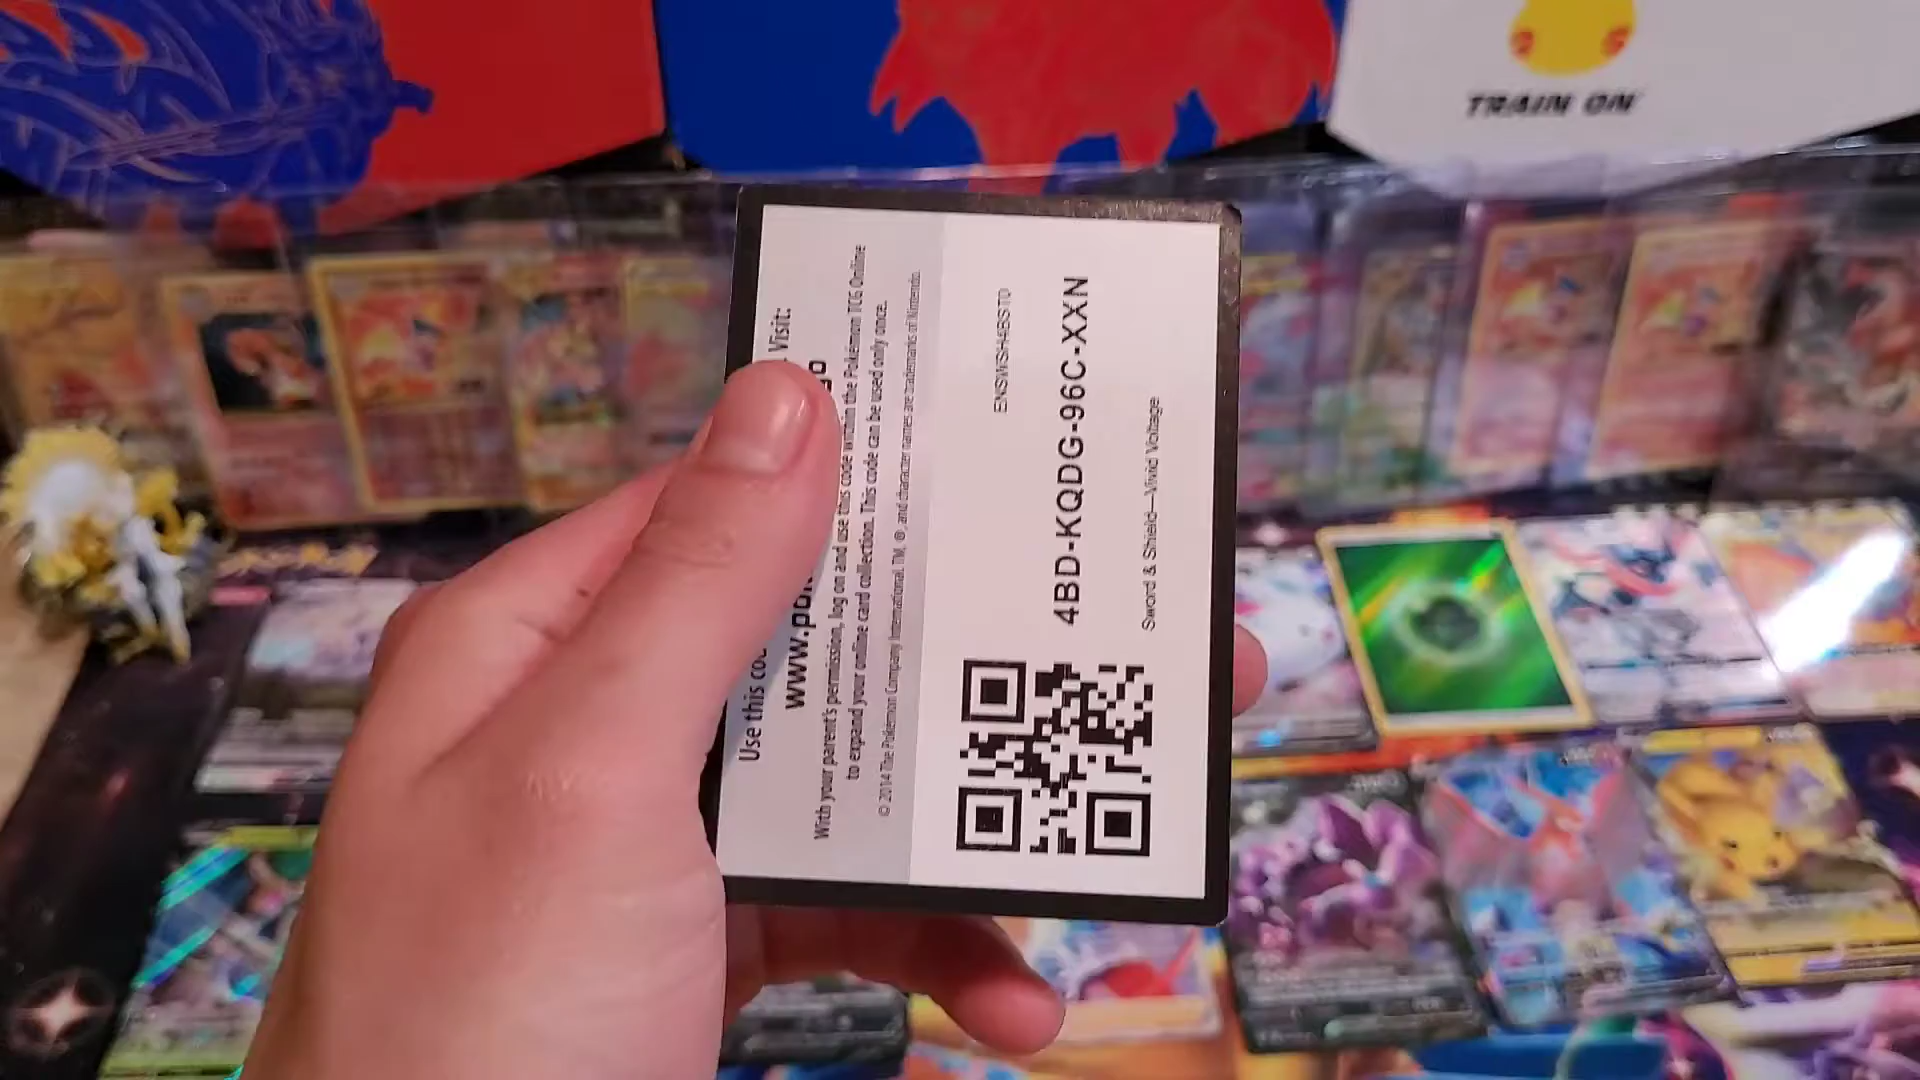 TRAIN ON
Use this co
Visit:
www.po
go
With your parent's permission, log on and use this code within the Pokémon TCG Online
to expand your online card collection. This code can be used only once.
© 2014 The Pokémon Company International. TM, ®, and character names are trademarks of Nintendo.
4BD-KQDG-96C-XXN
Sword & Shield—Vivid Voltage